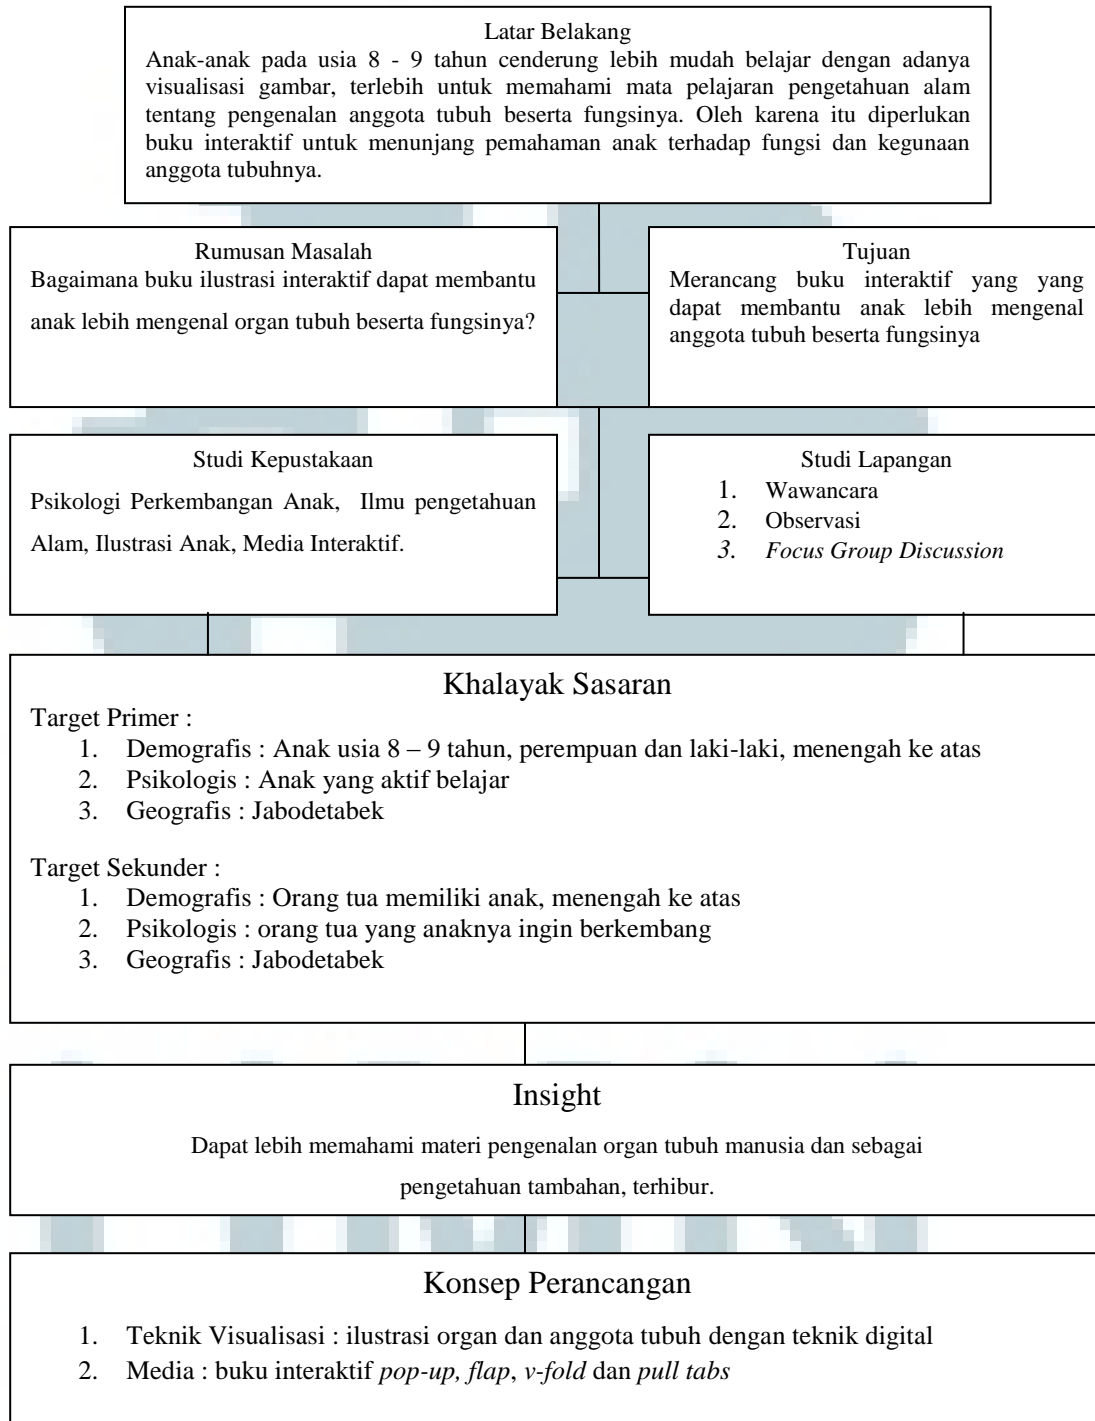 Latar Belakang
Anak-anak pada usia 8 - 9 tahun cenderung lebih mudah belajar dengan adanya
visualisasi gambar, terlebih untuk memahami mata pelajaran pengetahuan alam
tentang pengenalan anggota tubuh beserta fungsinya. Oleh karena itu diperlukan
buku interaktif untuk menunjang pemahaman anak terhadap fungsi dan kegunaan
anggota tubuhnya.
Rumusan Masalah
Bagaimana buku ilustrasi interaktif dapat membantu
anak lebih mengenal organ tubuh beserta fungsinya?
Tujuan
Merancang buku interaktif yang yang
dapat membantu anak lebih mengenal
anggota tubuh beserta fungsinya
Studi Kepustakaan
Psikologi Perkembangan Anak, Ilmu pengetahuan
Alam, Ilustrasi Anak, Media Interaktif.
Studi Lapangan
1. Wawancara
2. Observasi
3. Focus Group Discussion
Khalayak Sasaran
Target Primer :
1. Demografis : Anak usia 8 – 9 tahun, perempuan dan laki-laki, menengah ke atas
2. Psikologis : Anak yang aktif belajar
3. Geografis : Jabodetabek
Target Sekunder :
1. Demografis : Orang tua memiliki anak, menengah ke atas
2. Psikologis : orang tua yang anaknya ingin berkembang
3. Geografis : Jabodetabek
Insight
Dapat lebih memahami materi pengenalan organ tubuh manusia dan sebagai
pengetahuan tambahan, terhibur.
Konsep Perancangan
1. Teknik Visualisasi : ilustrasi organ dan anggota tubuh dengan teknik digital
2. Media : buku interaktif pop-up, flap, v-fold dan pull tabs